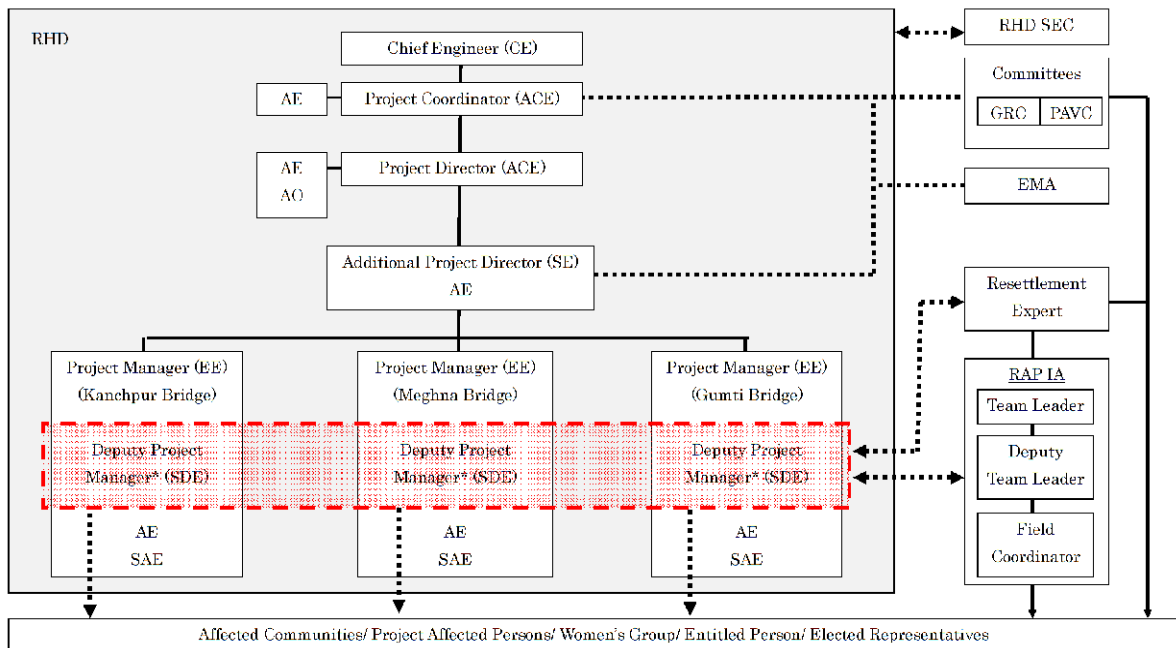 RHD
Chief Engineer (CE)
AE
Project Coordinator (ACE)
AE
AO
Project Director (ACE)
Additional Project Director (SE)
AE
Project Manager (EE)
(Kanchpur Bridge)
Deputy Project
Manager* (SDE)
AE
SAE
Project Manager (EE)
(Meghna Bridge)
Deputy Project
Manager* (SDE)
AE
SAE
Project Manager (EE)
(Gumti Bridge)
Deputy Project
Manager* (SDE)
AE
SAE
RHD SEC
Committees
GRC PAVC
EMA
Resettlement
Expert
RAP IA
Team Leader
Deputy
Team Leader
Field
Coordinator
Affected Communities/ Project Affected Persons/ Women's Group/ Entitled Person/ Elected Representatives